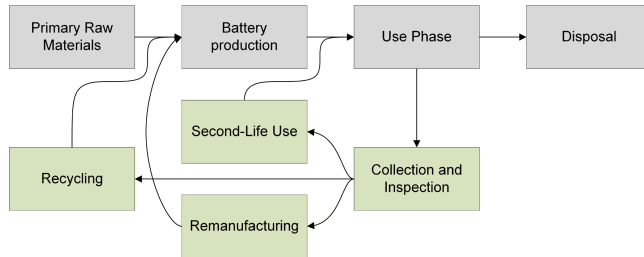 Primary Raw
Materials
Battery
production
Use Phase
Disposal
Second-Life Use
Recycling
Collection and
Inspection
Remanufacturing